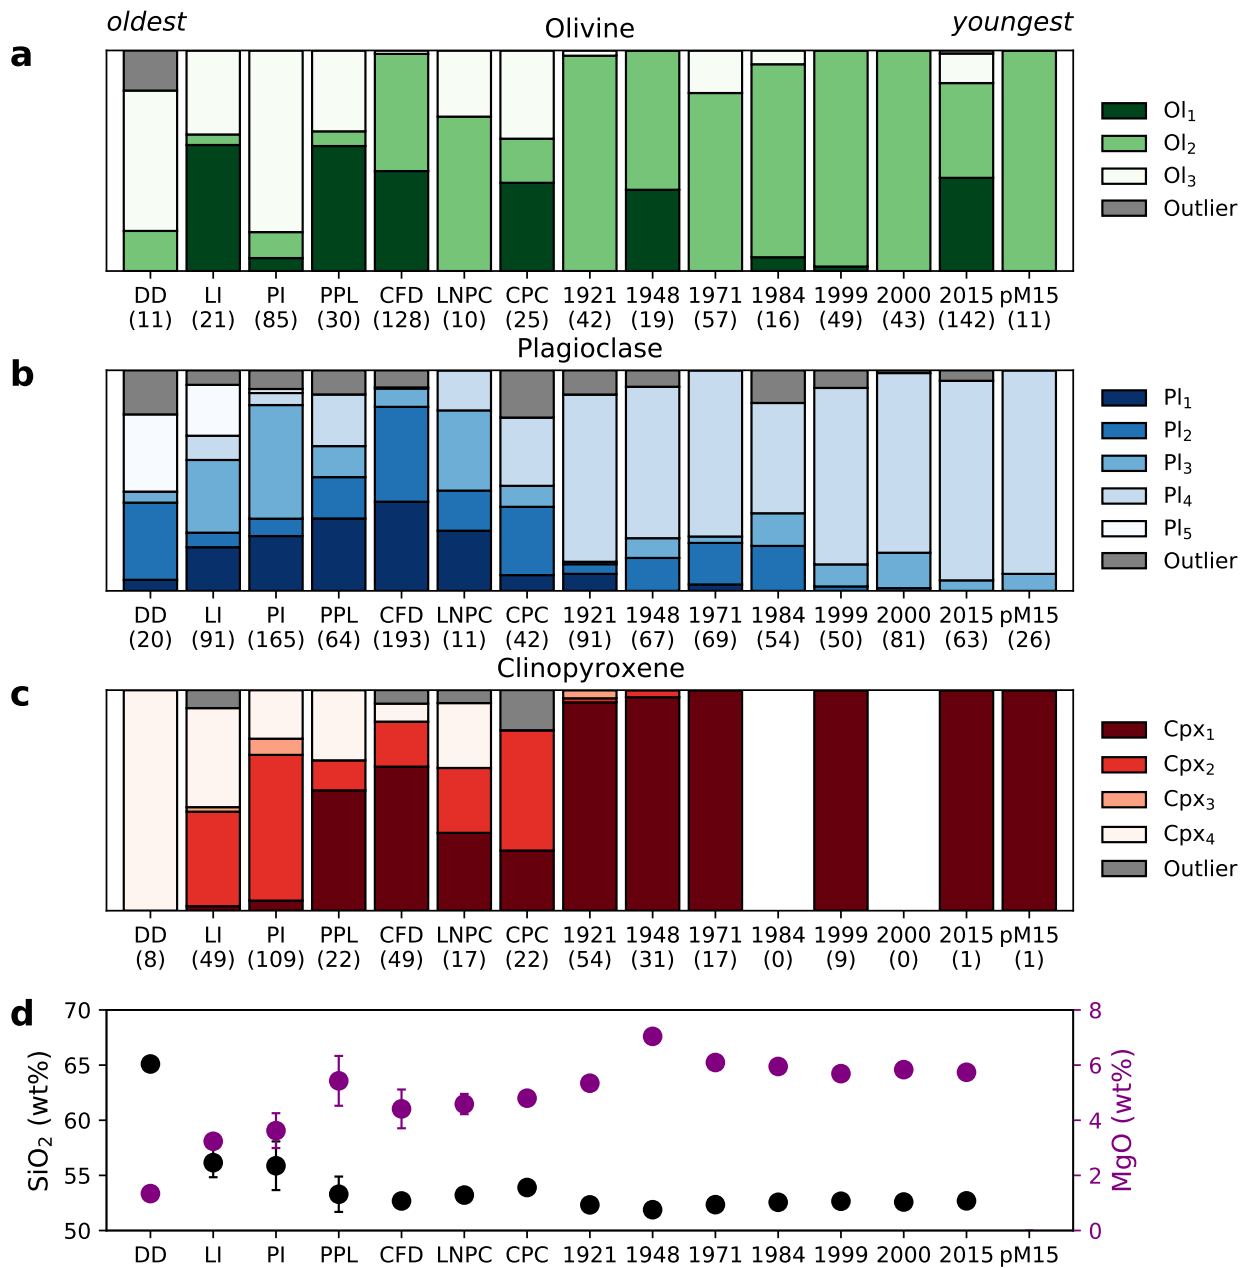 oldest Olivine youngest
a
Ol₁
Ol₂
Ol₃
Outlier
DD LI PI PPL CFD LNPC CPC 1921 1948 1971 1984 1999 2000 2015 pM15
(11) (21) (85) (30) (128) (10) (25) (42) (19) (57) (16) (49) (43) (142) (11)
Plagioclase
b
Pl₁
Pl₂
Pl₃
Pl₄
Pl₅
Outlier
DD LI PI PPL CFD LNPC CPC 1921 1948 1971 1984 1999 2000 2015 pM15
(20) (91) (165) (64) (193) (11) (42) (91) (67) (69) (54) (50) (81) (63) (26)
Clinopyroxene
c
Cpx₁
Cpx₂
Cpx₃
Cpx₄
Outlier
DD LI PI PPL CFD LNPC CPC 1921 1948 1971 1984 1999 2000 2015 pM15
(8) (49) (109) (22) (49) (17) (22) (54) (31) (17) (0) (9) (0) (1) (1)
d
SiO₂ (wt%)
70
65
60
55
50
8
6
4
2
0
MgO (wt%)
DD LI PI PPL CFD LNPC CPC 1921 1948 1971 1984 1999 2000 2015 pM15